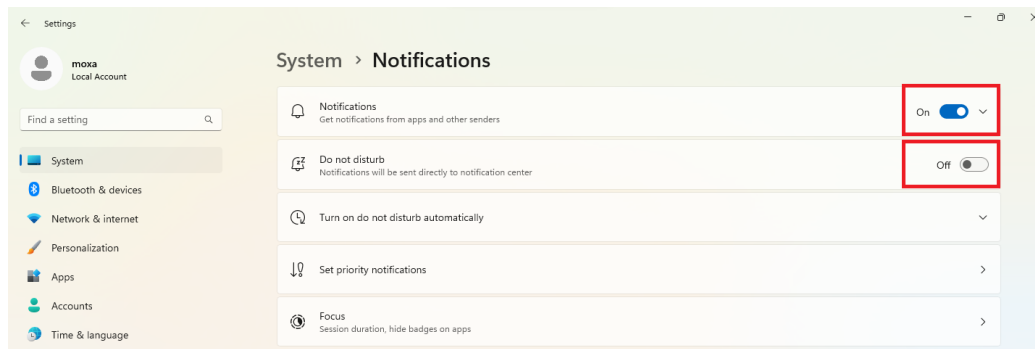 Settings
moxa
Local Account
Find a setting
System
Bluetooth & devices
Network & internet
Personalization
Apps
Accounts
Time & language
System > Notifications
Notifications
Get notifications from apps and other senders
On
Do not disturb
Notifications will be sent directly to notification center
Off
Turn on do not disturb automatically
Set priority notifications
Focus
Session duration, hide badges on apps